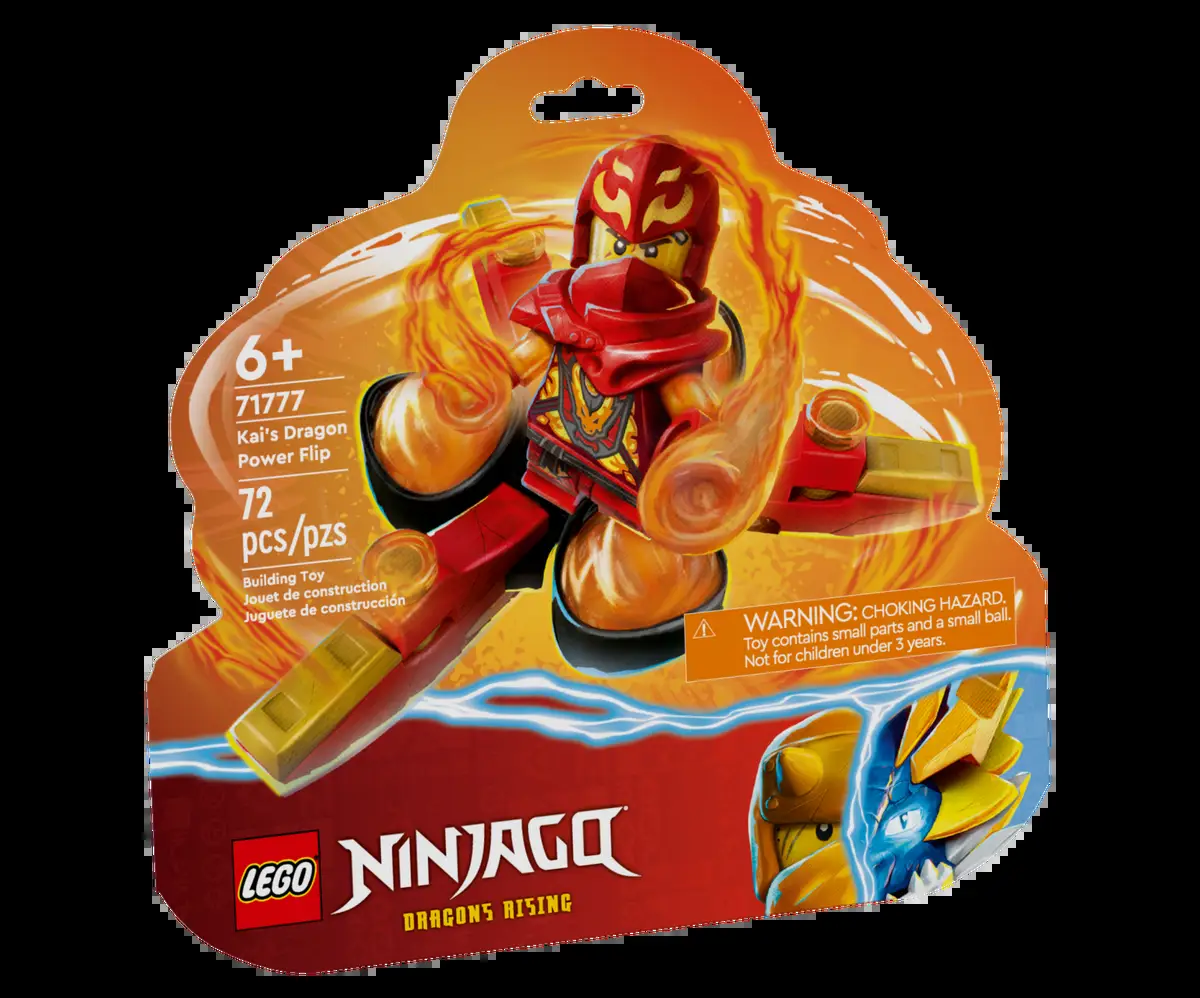 6+
71777
Kai's Dragon
Power Flip
72
pcs/pzs
Building Toy
Jouet de construction
Juguete de construcción
WARNING: CHOKING HAZARD.
Toy contains small parts and a small ball.
Not for children under 3 years.
LEGO
NINJAGO
DRAGONS RISING